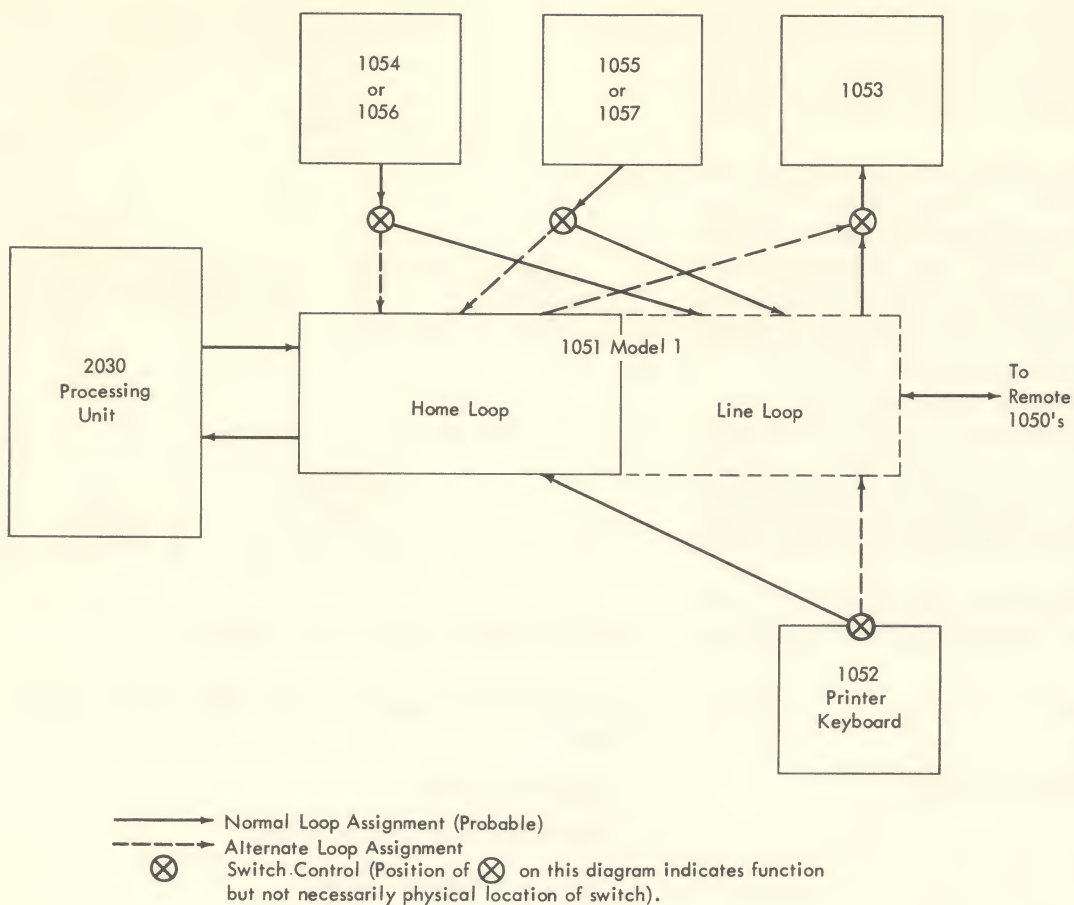 1054
or
1056
1055
or
1057
1053
2030
Processing
Unit
1051 Model 1
Home Loop
Line Loop
To
Remote
1050's
1052
Printer
Keyboard
Normal Loop Assignment (Probable)
Alternate Loop Assignment
Switch Control (Position of ⊗ on this diagram indicates function
but not necessarily physical location of switch).